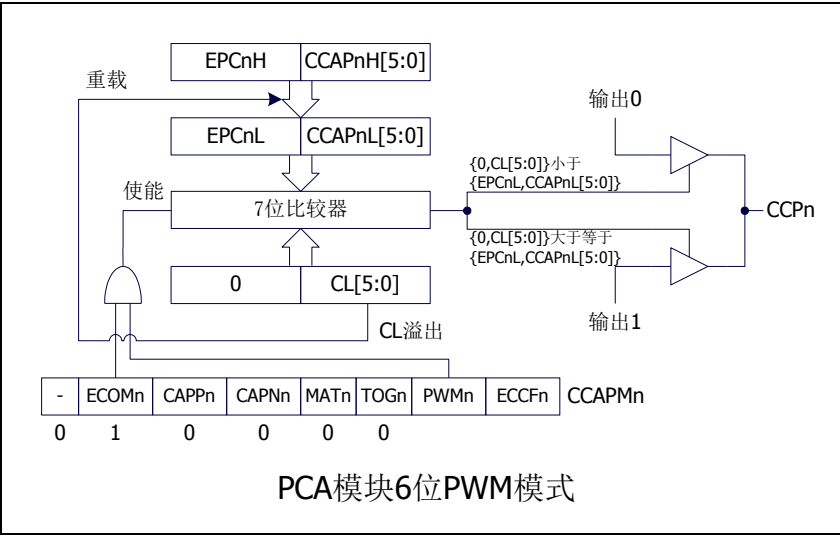 EPCnH CCAPnH[5:0]
重载
输出0
EPCnL CCAPnL[5:0]
{0,CL[5:0]}小于
{EPCnL,CCAPnL[5:0]}
使能
7位比较器
CCPn
{0,CL[5:0]}大于等于
{EPCnL,CCAPnL[5:0]}
0 CL[5:0]
输出1
CL溢出
- ECOMn CAPPn CAPNn MATn TOGn PWMn ECCFn CCAPMn
0 1 0 0 0 0
PCA模块6位PWM模式